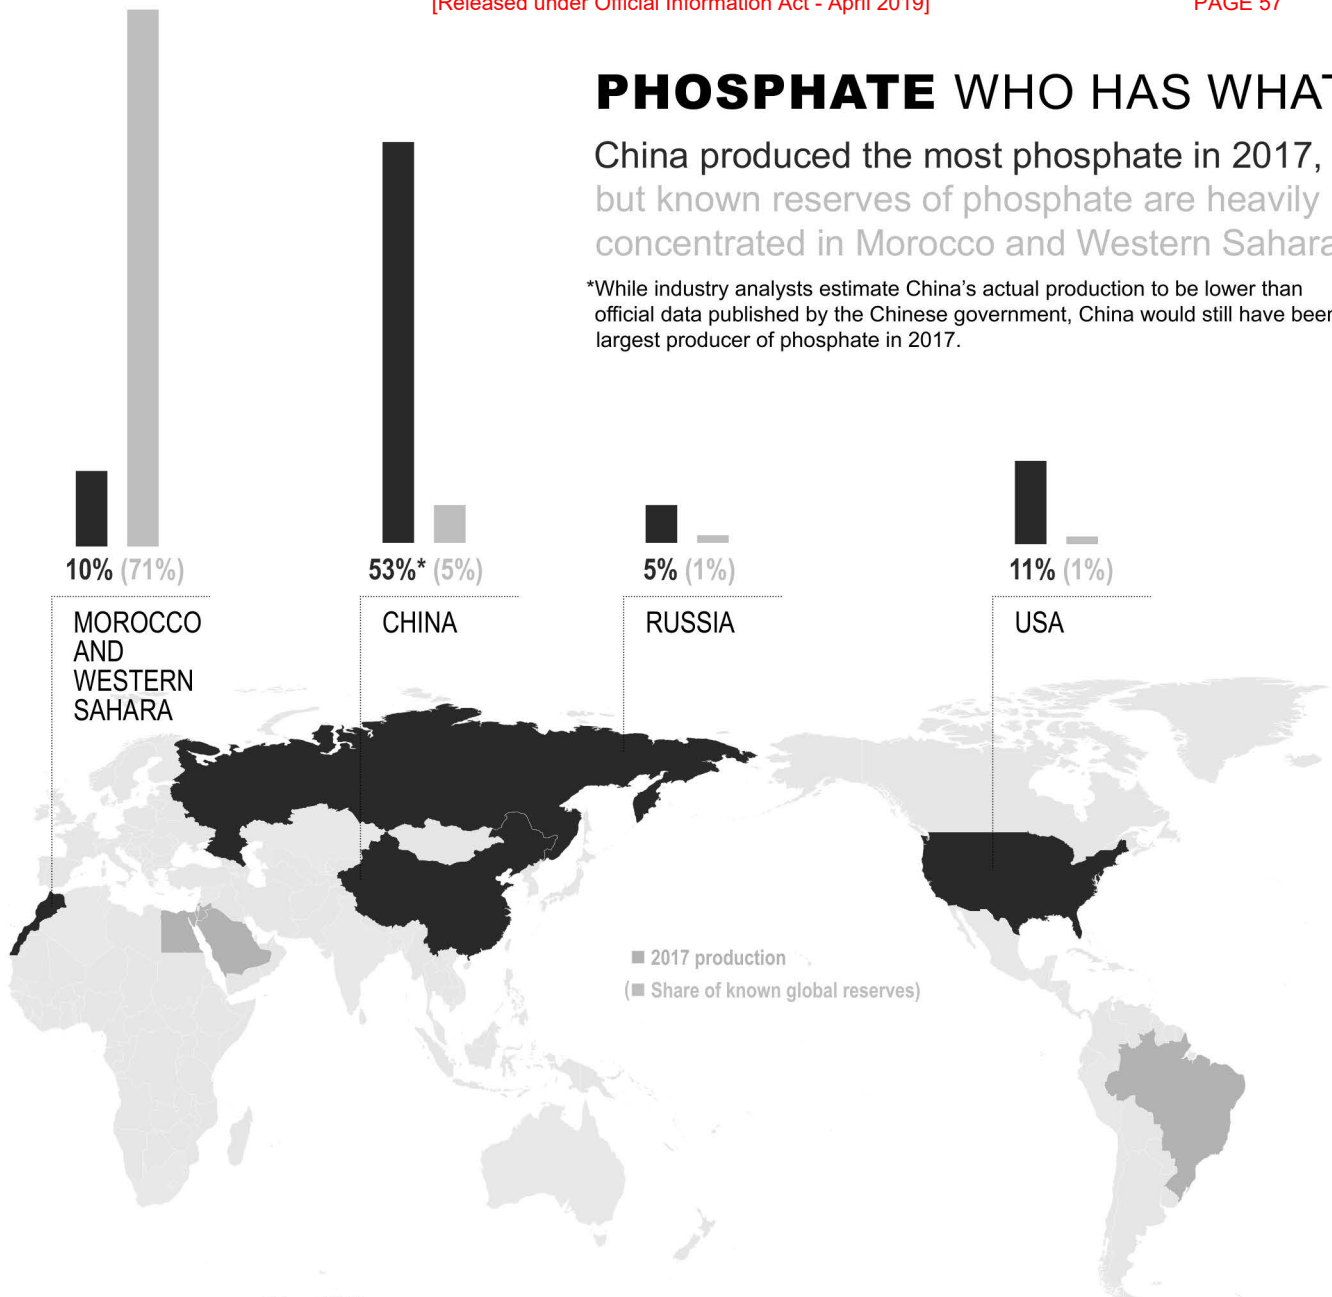 [Released under Official Information Act - April 2019] PAGE 57
PHOSPHATE WHO HAS WHAT
China produced the most phosphate in 2017,
but known reserves of phosphate are heavily
concentrated in Morocco and Western Sahara
*While industry analysts estimate China’s actual production to be lower than
official data published by the Chinese government, China would still have been
largest producer of phosphate in 2017.
10% (71%)
53%* (5%)
5% (1%)
11% (1%)
MOROCCO
AND
WESTERN
SAHARA
CHINA
RUSSIA
USA
2017 production
(Share of known global reserves)